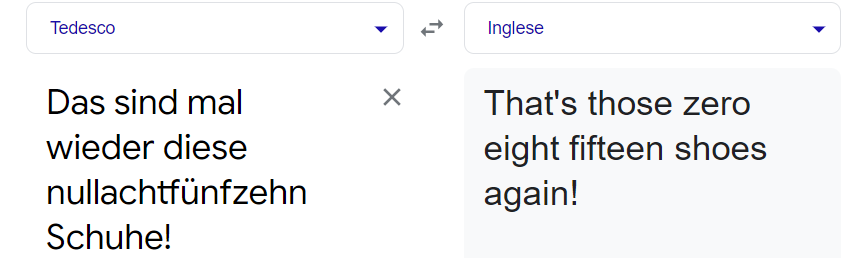 Tedesco
Inglese
Das sind mal
wieder diese
nullachtfünfzehn
Schuhe!
That's those zero
eight fifteen shoes
again!